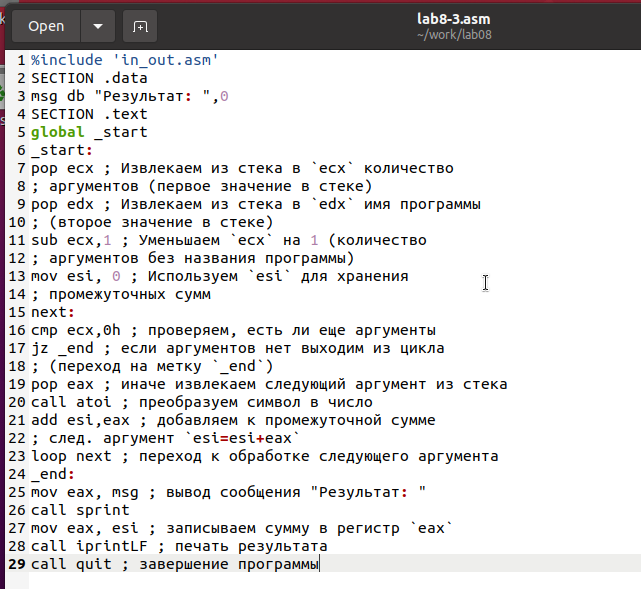 Open
lab8-3.asm
~/work/lab08
1 %include 'in_out.asm'
2 SECTION .data
3 msg db "Результат: ",0
4 SECTION .text
5 global _start
6 _start:
7 pop ecx ; Извлекаем из стека в `ecx` количество
8 ; аргументов (первое значение в стеке)
9 pop edx ; Извлекаем из стека в `edx` имя программы
10 ; (второе значение в стеке)
11 sub ecx,1 ; Уменьшаем `ecx` на 1 (количество
12 ; аргументов без названия программы)
13 mov esi, 0 ; Используем `esi` для хранения
14 ; промежуточных сумм
15 next:
16 cmp ecx,0h ; проверяем, есть ли еще аргументы
17 jz _end ; если аргументов нет выходим из цикла
18 ; (переход на метку `_end`)
19 pop eax ; иначе извлекаем следующий аргумент из стека
20 call atoi ; преобразуем символ в число
21 add esi,eax ; добавляем к промежуточной сумме
22 ; след. аргумент `esi=esi+eax`
23 loop next ; переход к обработке следующего аргумента
24 _end:
25 mov eax, msg ; вывод сообщения "Результат: "
26 call sprint
27 mov eax, esi ; записываем сумму в регистр `eax`
28 call iprintLF ; печать результата
29 call quit ; завершение программы